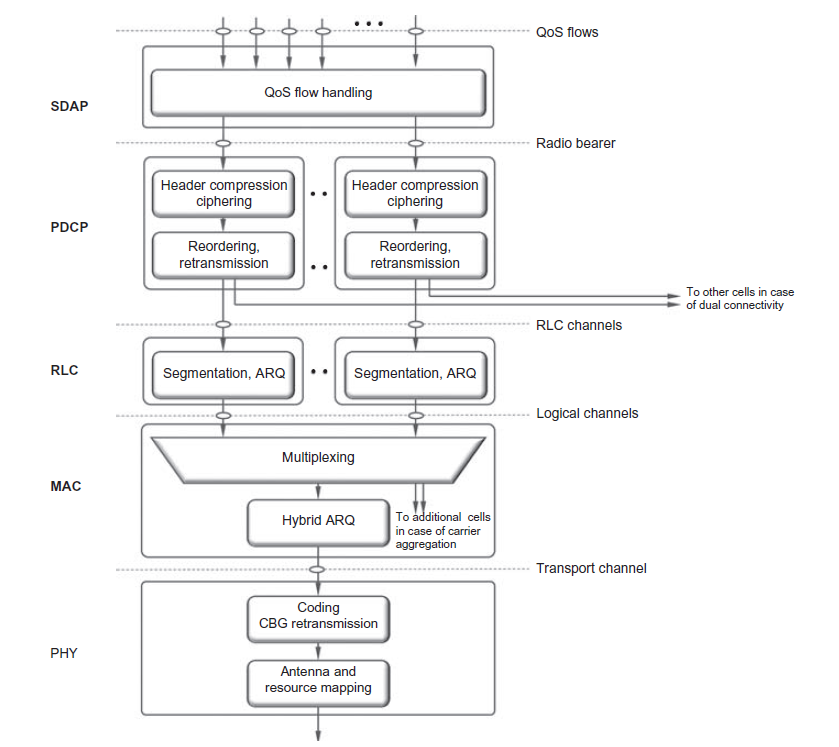 QoS flows
SDAP
QoS flow handling
Radio bearer
PDCP
Header compression
ciphering
Header compression
ciphering
Reordering,
retransmission
Reordering,
retransmission
To other cells in case
of dual connectivity
RLC channels
RLC
Segmentation, ARQ
Segmentation, ARQ
Logical channels
MAC
Multiplexing
Hybrid ARQ
To additional cells
in case of carrier
aggregation
Transport channel
PHY
Coding
CBG retransmission
Antenna and
resource mapping